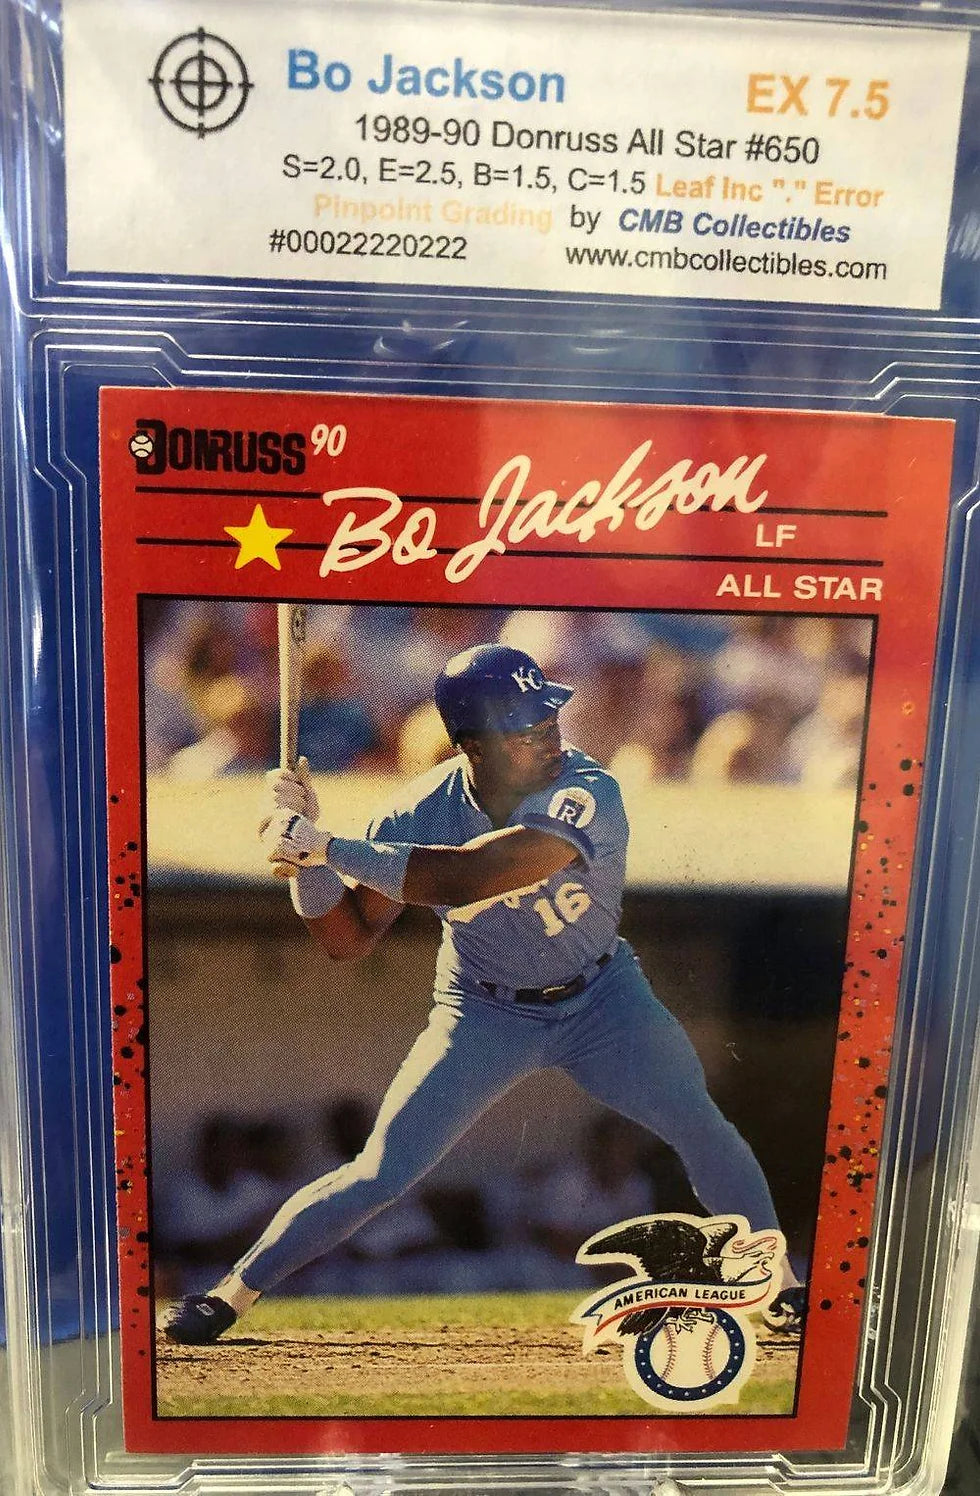 Bo Jackson EX 7.5
1989-90 Donruss All Star #650
S=2.0, E=2.5, B=1.5, C=1.5 Leaf Inc "." Error
Pinpoint Grading by CMB Collectibles
#00022220222 www.cmbcollectibles.com
DONRUSS 90
Bo Jackson
LF
ALL STAR
KC
R
16
AMERICAN LEAGUE